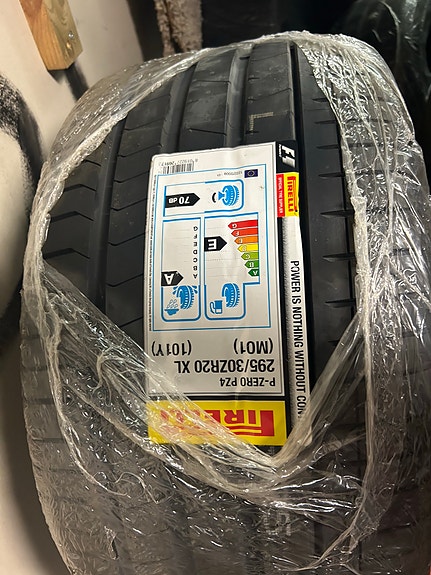 PIRELLI
P-ZERO PZ4
295/30ZR20 XL
(MO1) (101Y)
A
B
C
D
E
F
G
E
A
A
B
C
D
E
F
G
70 dB
PIRELLI
POWER IS NOTHING WITHOUT CON
L